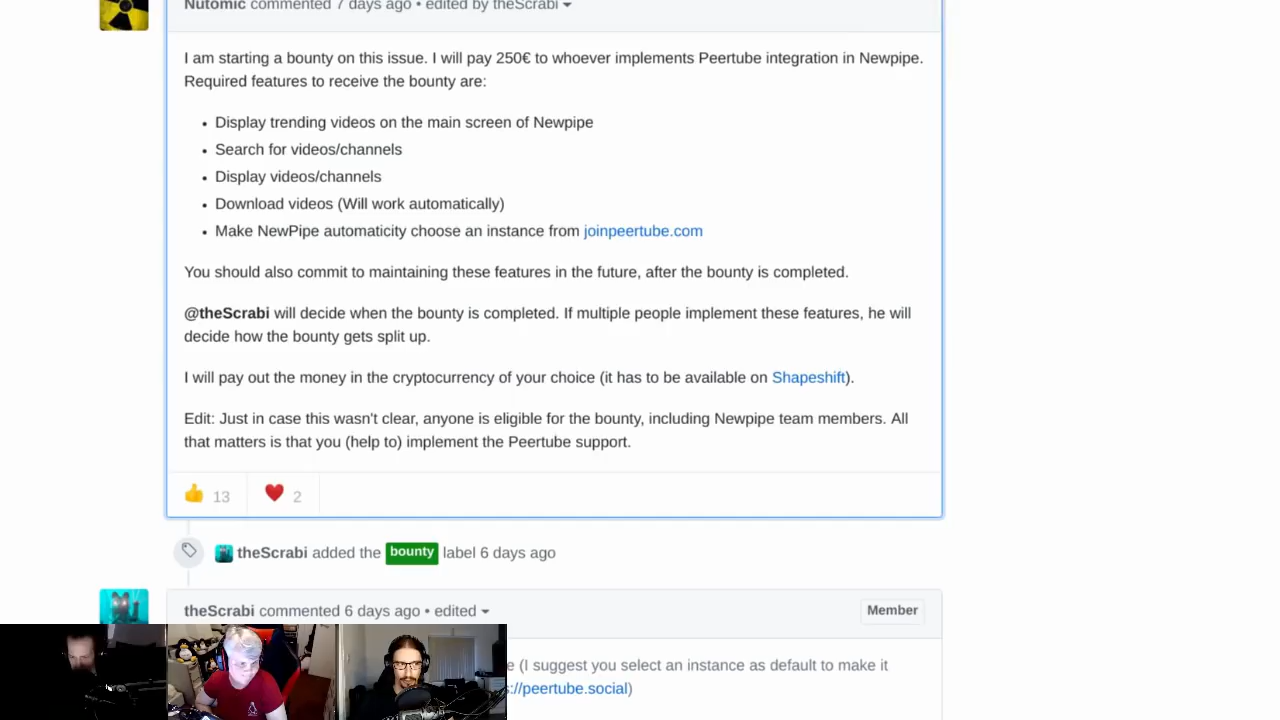 Nutomic commented 7 days ago • edited by theScrabi
I am starting a bounty on this issue. I will pay 250€ to whoever implements Peertube integration in Newpipe.
Required features to receive the bounty are:
• Display trending videos on the main screen of Newpipe
• Search for videos/channels
• Display videos/channels
• Download videos (Will work automatically)
• Make NewPipe automaticity choose an instance from joinpeertube.com
You should also commit to maintaining these features in the future, after the bounty is completed.
@theScrabi will decide when the bounty is completed. If multiple people implement these features, he will
decide how the bounty gets split up.
I will pay out the money in the cryptocurrency of your choice (it has to be available on Shapeshift).
Edit: Just in case this wasn't clear, anyone is eligible for the bounty, including Newpipe team members. All
that matters is that you (help to) implement the Peertube support.
13 2
theScrabi added the bounty label 6 days ago
theScrabi commented 6 days ago • edited Member
e (I suggest you select an instance as default to make it
s://peertube.social)